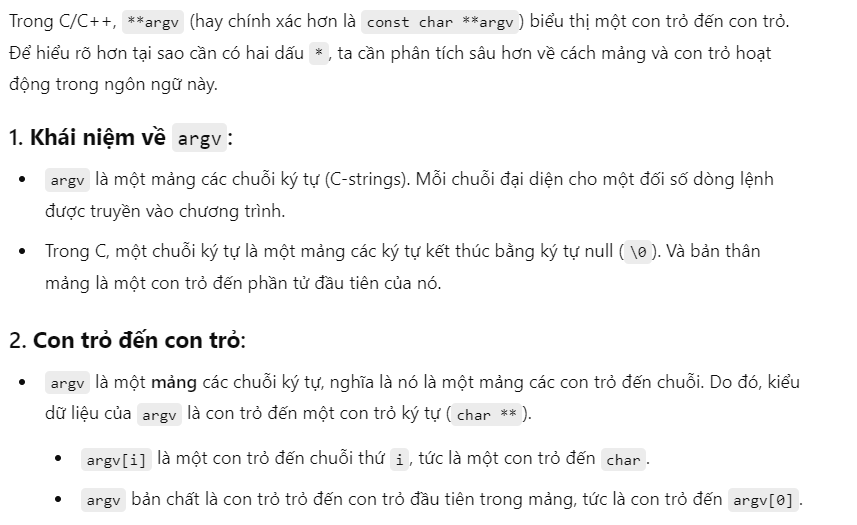 Trong C/C++, **argv (hay chính xác hơn là const char **argv) biểu thị một con trỏ đến con trỏ.
Để hiểu rõ hơn tại sao cần có hai dấu *, ta cần phân tích sâu hơn về cách mảng và con trỏ hoạt
động trong ngôn ngữ này.
1. Khái niệm về argv:
• argv là một mảng các chuỗi ký tự (C-strings). Mỗi chuỗi đại diện cho một đối số dòng lệnh
được truyền vào chương trình.
• Trong C, một chuỗi ký tự là một mảng các ký tự kết thúc bằng ký tự null (\0). Và bản thân
mảng là một con trỏ đến phần tử đầu tiên của nó.
2. Con trỏ đến con trỏ:
• argv là một mảng các chuỗi ký tự, nghĩa là nó là một mảng các con trỏ đến chuỗi. Do đó, kiểu
dữ liệu của argv là con trỏ đến một con trỏ ký tự (char **).
• argv[i] là một con trỏ đến chuỗi thứ i, tức là một con trỏ đến char.
• argv bản chất là con trỏ trỏ đến con trỏ đầu tiên trong mảng, tức là con trỏ đến argv[0].